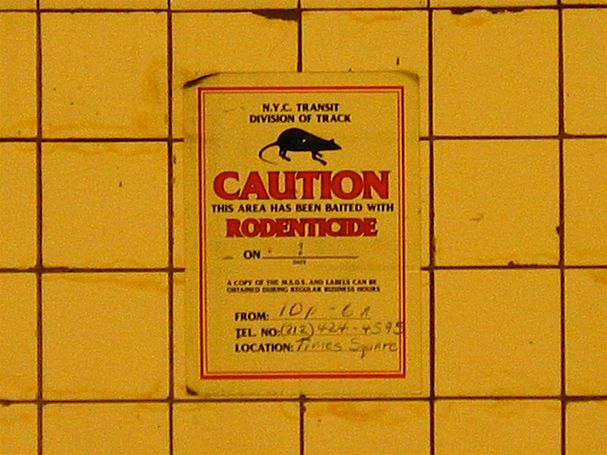 N.Y.C. TRANSIT
DIVISION OF TRACK
CAUTION
THIS AREA HAS BEEN BAITED WITH
RODENTICIDE
ON
DATE
A COPY OF THE M.S.D.S. AND LABELS CAN BE
OBTAINED DURING REGULAR BUSINESS HOURS
FROM: 10P - 6A
TEL. NO: (212) 424-4595
LOCATION: Times Square